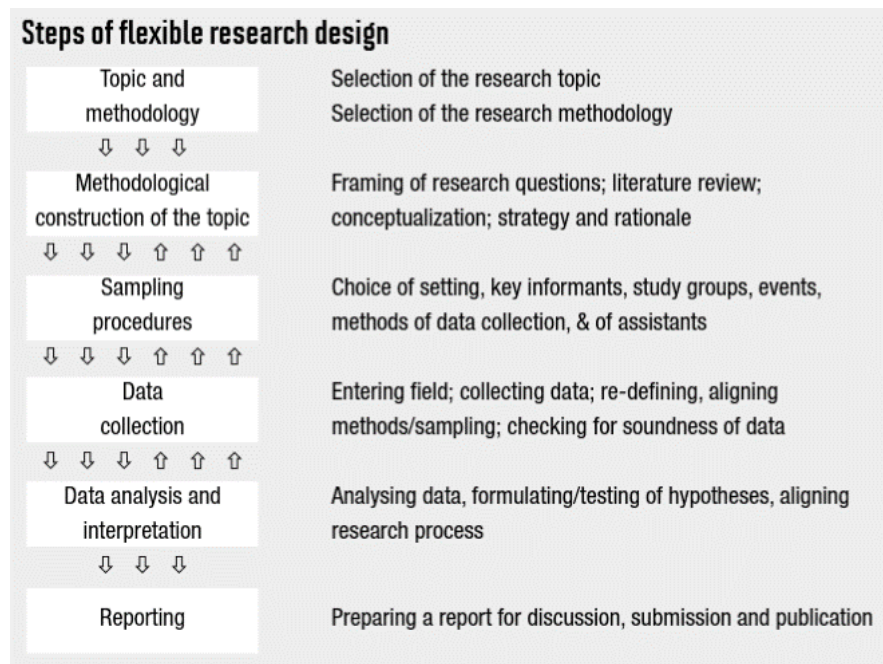 Steps of flexible research design
Topic and
methodology
Selection of the research topic
Selection of the research methodology
⇩ ⇩ ⇩
Methodological
construction of the topic
Framing of research questions; literature review;
conceptualization; strategy and rationale
⇩ ⇩ ⇩ ⇧ ⇧ ⇧
Sampling
procedures
Choice of setting, key informants, study groups, events,
methods of data collection, & of assistants
⇩ ⇩ ⇩ ⇧ ⇧ ⇧
Data
collection
Entering field; collecting data; re-defining, aligning
methods/sampling; checking for soundness of data
⇩ ⇩ ⇩ ⇧ ⇧ ⇧
Data analysis and
interpretation
Analysing data, formulating/testing of hypotheses, aligning
research process
⇩ ⇩ ⇩
Reporting
Preparing a report for discussion, submission and publication